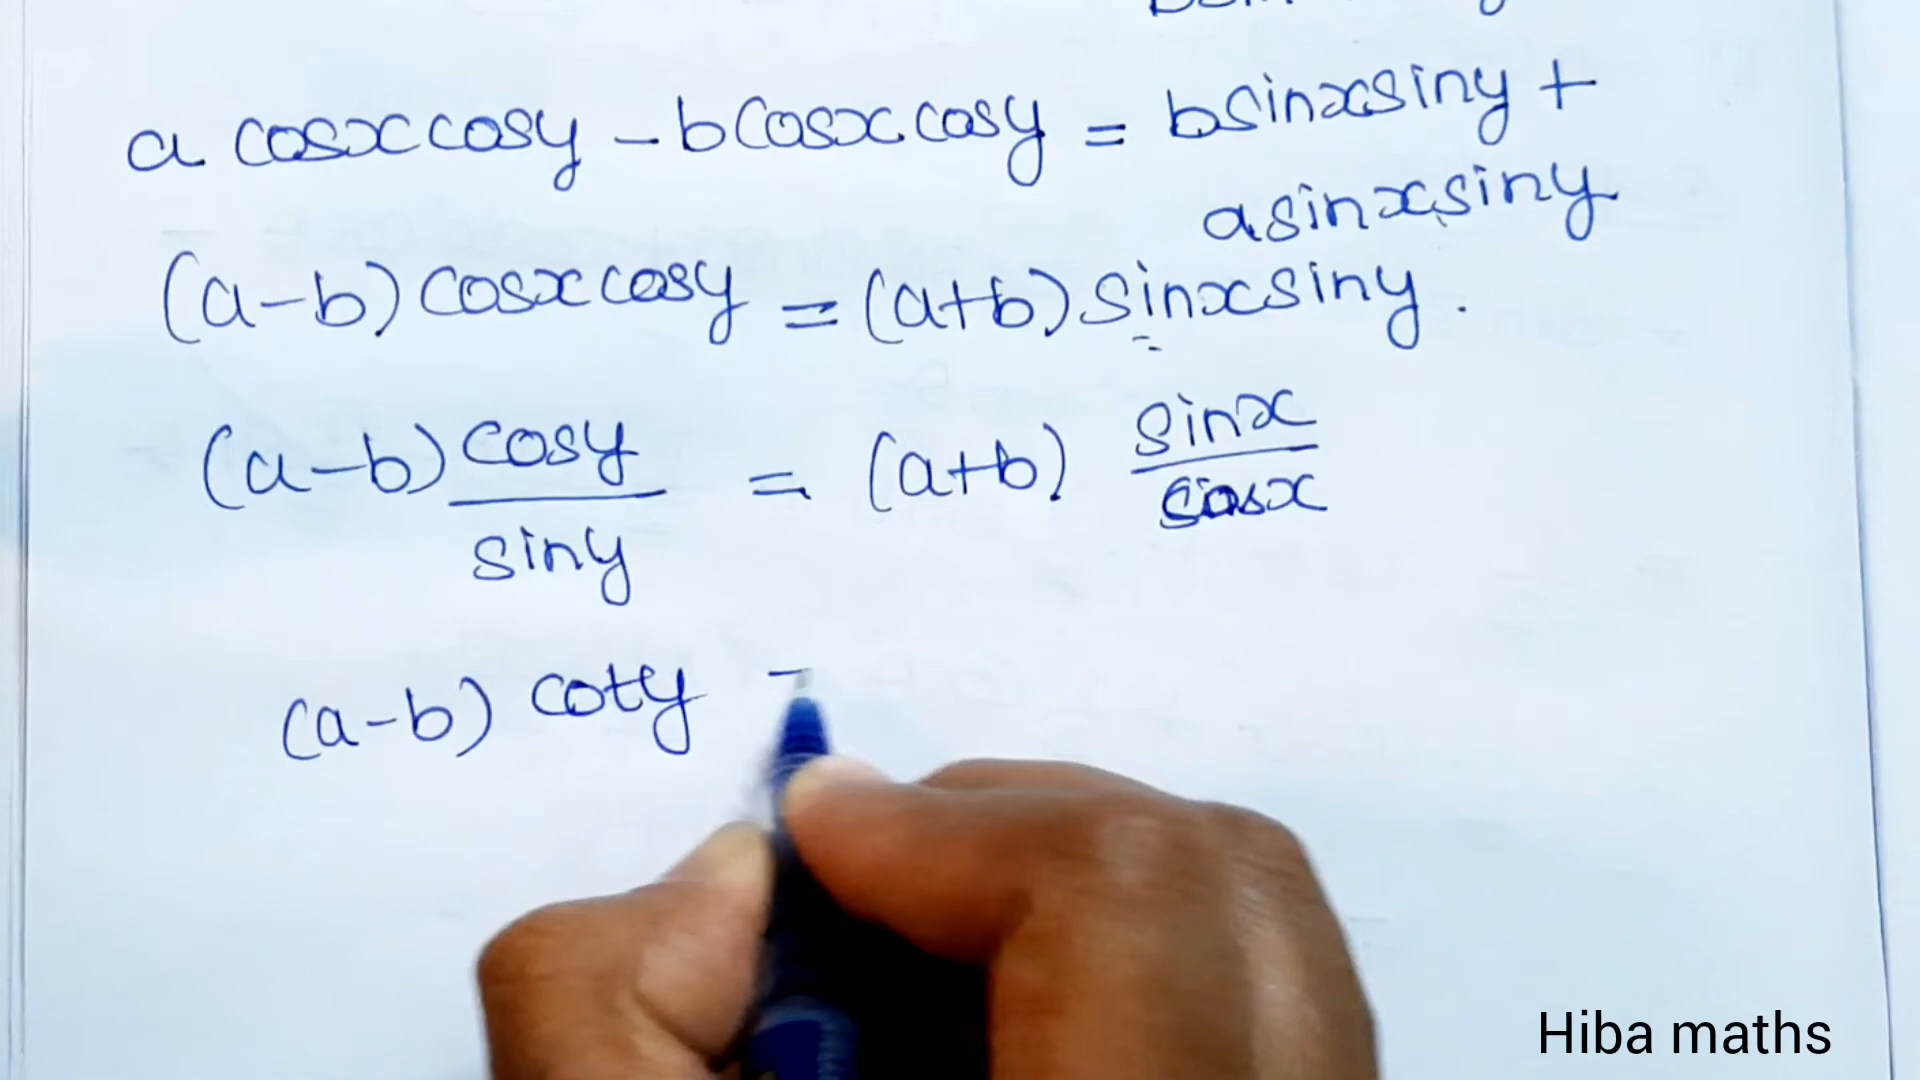 a cosx cosy - b cosx cosy = b sinx siny +
a sinx siny
(a-b) cosx cosy = (a+b) sinx siny.
(a-b) cosy/siny = (a+b) sinx/cosx
(a-b) coty =
Hiba maths